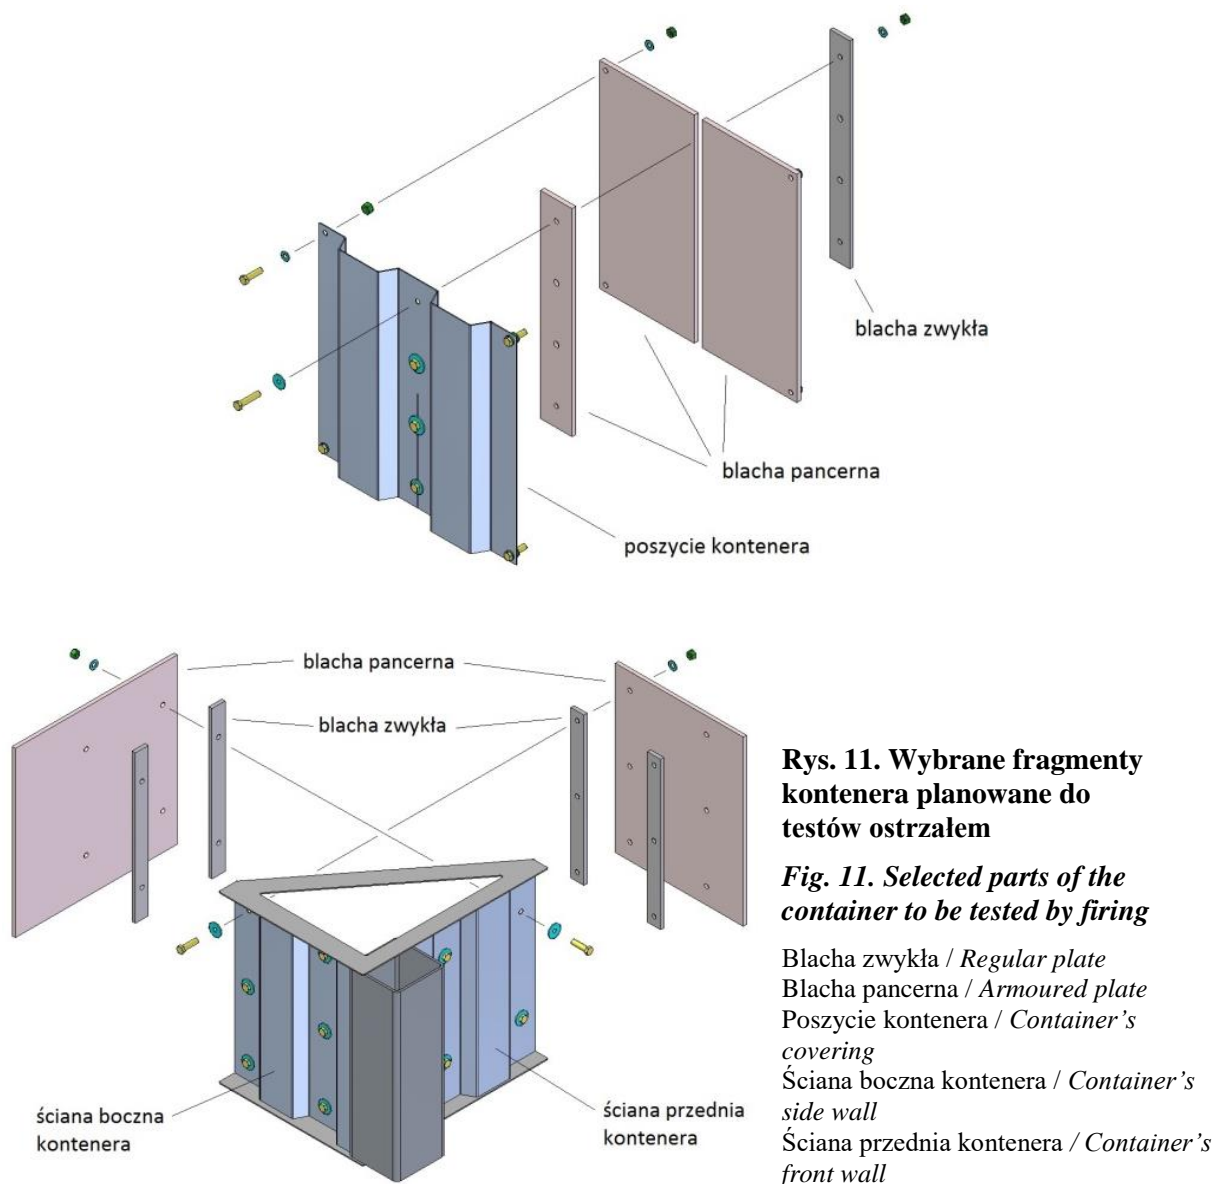 blacha zwykła
blacha pancerna
poszycie kontenera
blacha pancerna
blacha zwykła
ściana boczna
kontenera
ściana przednia
kontenera
Rys. 11. Wybrane fragmenty
kontenera planowane do
testów ostrzałem
Fig. 11. Selected parts of the
container to be tested by firing
Blacha zwykła / Regular plate
Blacha pancerna / Armoured plate
Poszycie kontenera / Container’s
covering
Ściana boczna kontenera / Container’s
side wall
Ściana przednia kontenera / Container’s
front wall